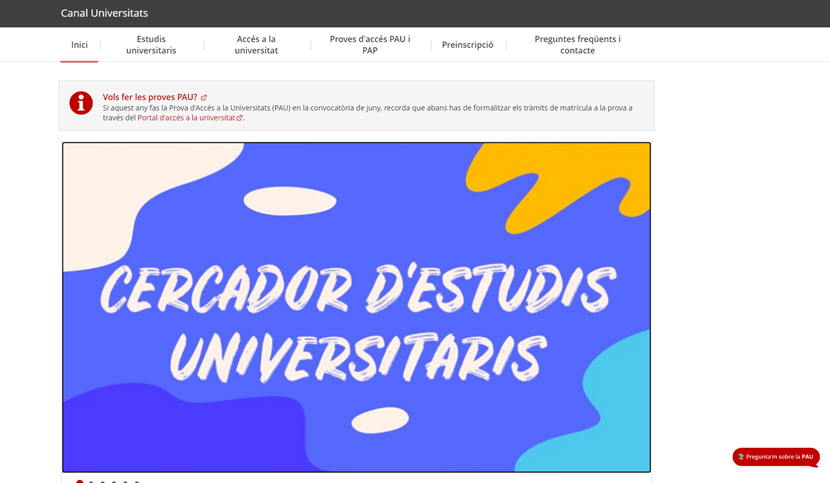 Canal Universitats
Inici
Estudis
universitaris
Accés a la
universitat
Proves d'accés PAU i
PAP
Preinscripció
Preguntes freqüents i
contacte
Vols fer les proves PAU?
Si aquest any fas la Prova d'Accés a la Universitats (PAU) en la convocatòria de juny, recorda que abans has de formalitzar els tràmits de matrícula a la prova a
través del Portal d'accés a la universitat.
CERCADOR D'ESTUDIS
UNIVERSITARIS
Pregunta'm sobre la PAU